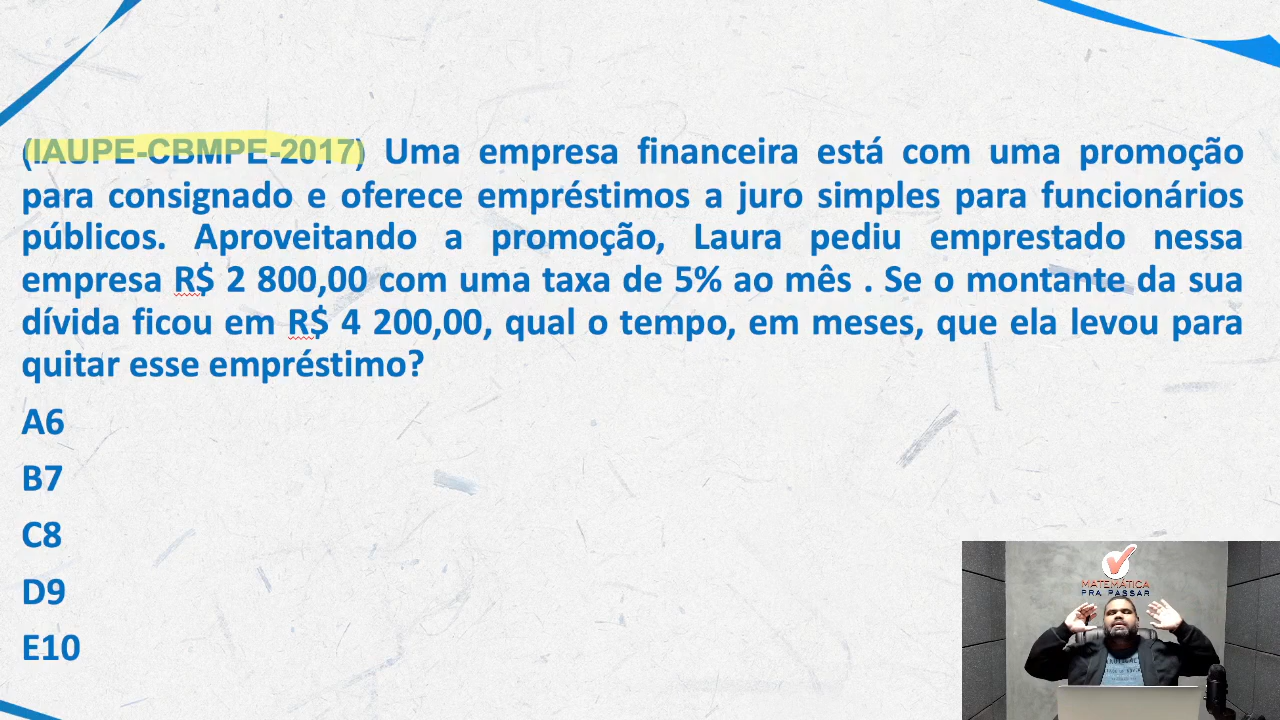 (IAUPE-CBMPE-2017) Uma empresa financeira está com uma promoção
para consignado e oferece empréstimos a juro simples para funcionários
públicos. Aproveitando a promoção, Laura pediu emprestado nessa
empresa R$ 2 800,00 com uma taxa de 5% ao mês . Se o montante da sua
dívida ficou em R$ 4 200,00, qual o tempo, em meses, que ela levou para
quitar esse empréstimo?
A6
B7
C8
D9
E10
MATEMÁTICA
PRA PASSAR